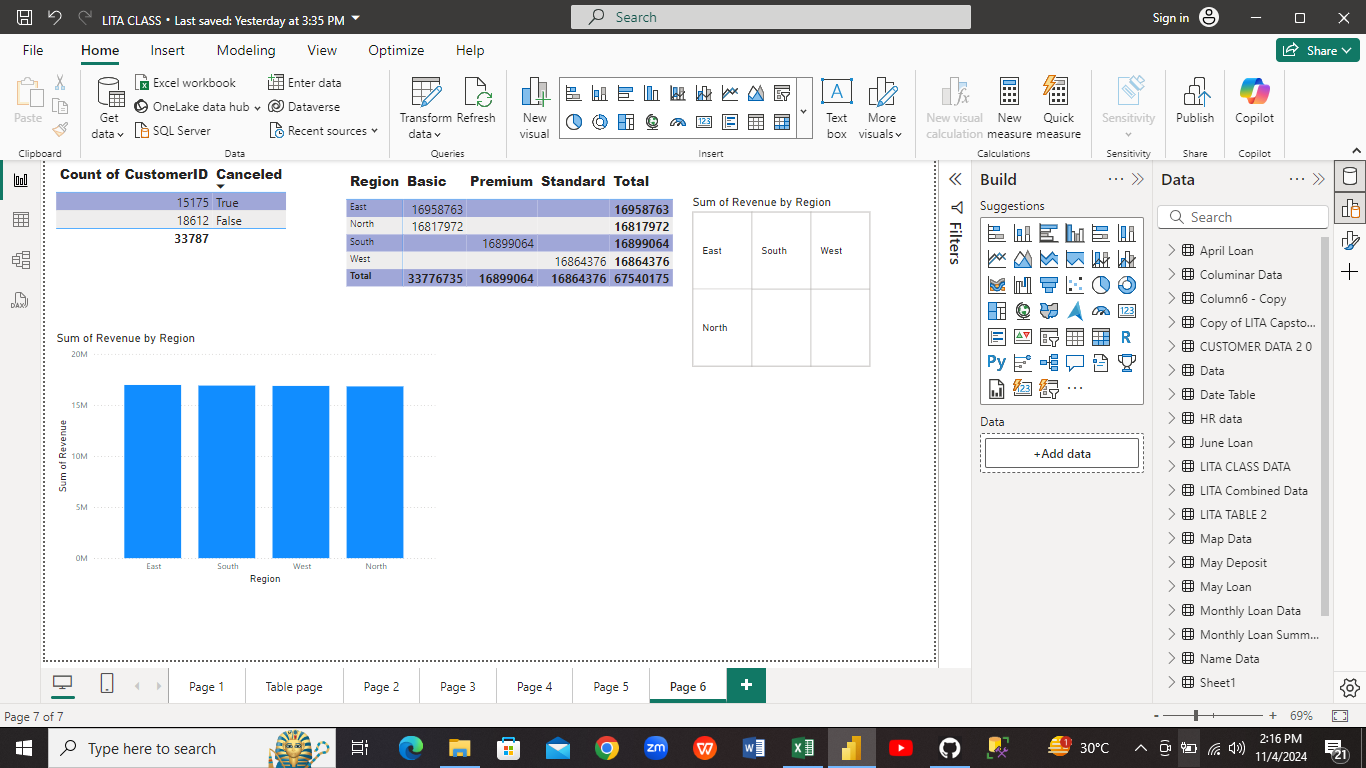 LITA CLASS • Last saved: Yesterday at 3:35 PM
Search
Sign in
File Home Insert Modeling View Optimize Help
Share
Paste
Clipboard
Get data
Excel workbook
OneLake data hub
SQL Server
Enter data
Dataverse
Recent sources
Data
Transform data
Refresh
Queries
New visual
Text box
More visuals
Insert
New visual calculation
New measure
Quick measure
Calculations
Sensitivity
Sensitivity
Publish
Share
Copilot
Copilot
Count of CustomerID Canceled
15175 True
18612 False
33787
Region Basic Premium Standard Total
East 16958763 16958763
North 16817972 16817972
South 16899064 16899064
West 16864376 16864376
Total 33776735 16899064 16864376 67540175
Sum of Revenue by Region
East South West
North
Sum of Revenue by Region
20M
15M
10M
5M
0M
Sum of Revenue
East South West North
Region
Filters
Build
Suggestions
R
Py
123
Data
+Add data
Data
Search
April Loan
Columinar Data
Column6 - Copy
Copy of LITA Capsto...
CUSTOMER DATA 2 0
Data
Date Table
HR data
June Loan
LITA CLASS DATA
LITA Combined Data
LITA TABLE 2
Map Data
May Deposit
May Loan
Monthly Loan Data
Monthly Loan Summ...
Name Data
Sheet1
Page 1 Table page Page 2 Page 3 Page 4 Page 5 Page 6 +
Page 7 of 7
- + 69%
Type here to search
zm
30°C
2:16 PM
11/4/2024
21